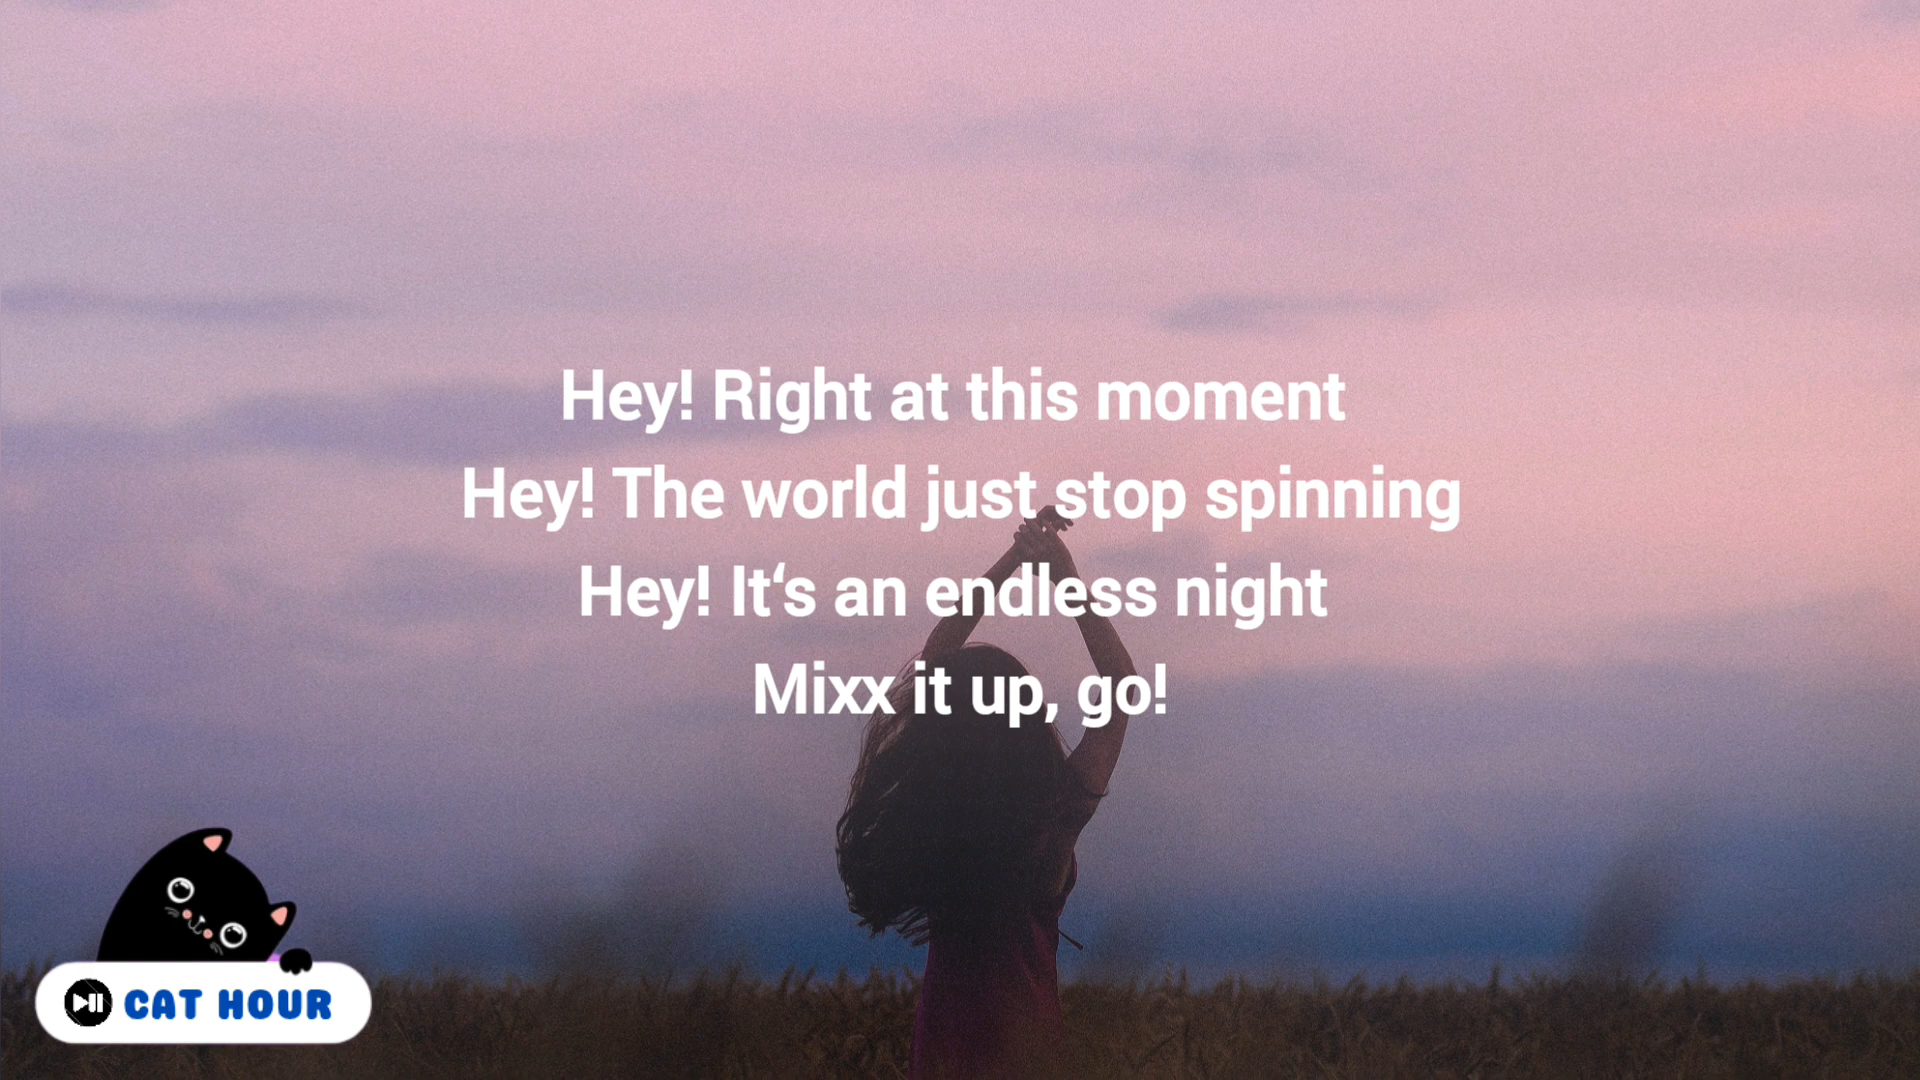 Hey! Right at this moment
Hey! The world just stop spinning
Hey! It‘s an endless night
Mixx it up, go!
CAT HOUR